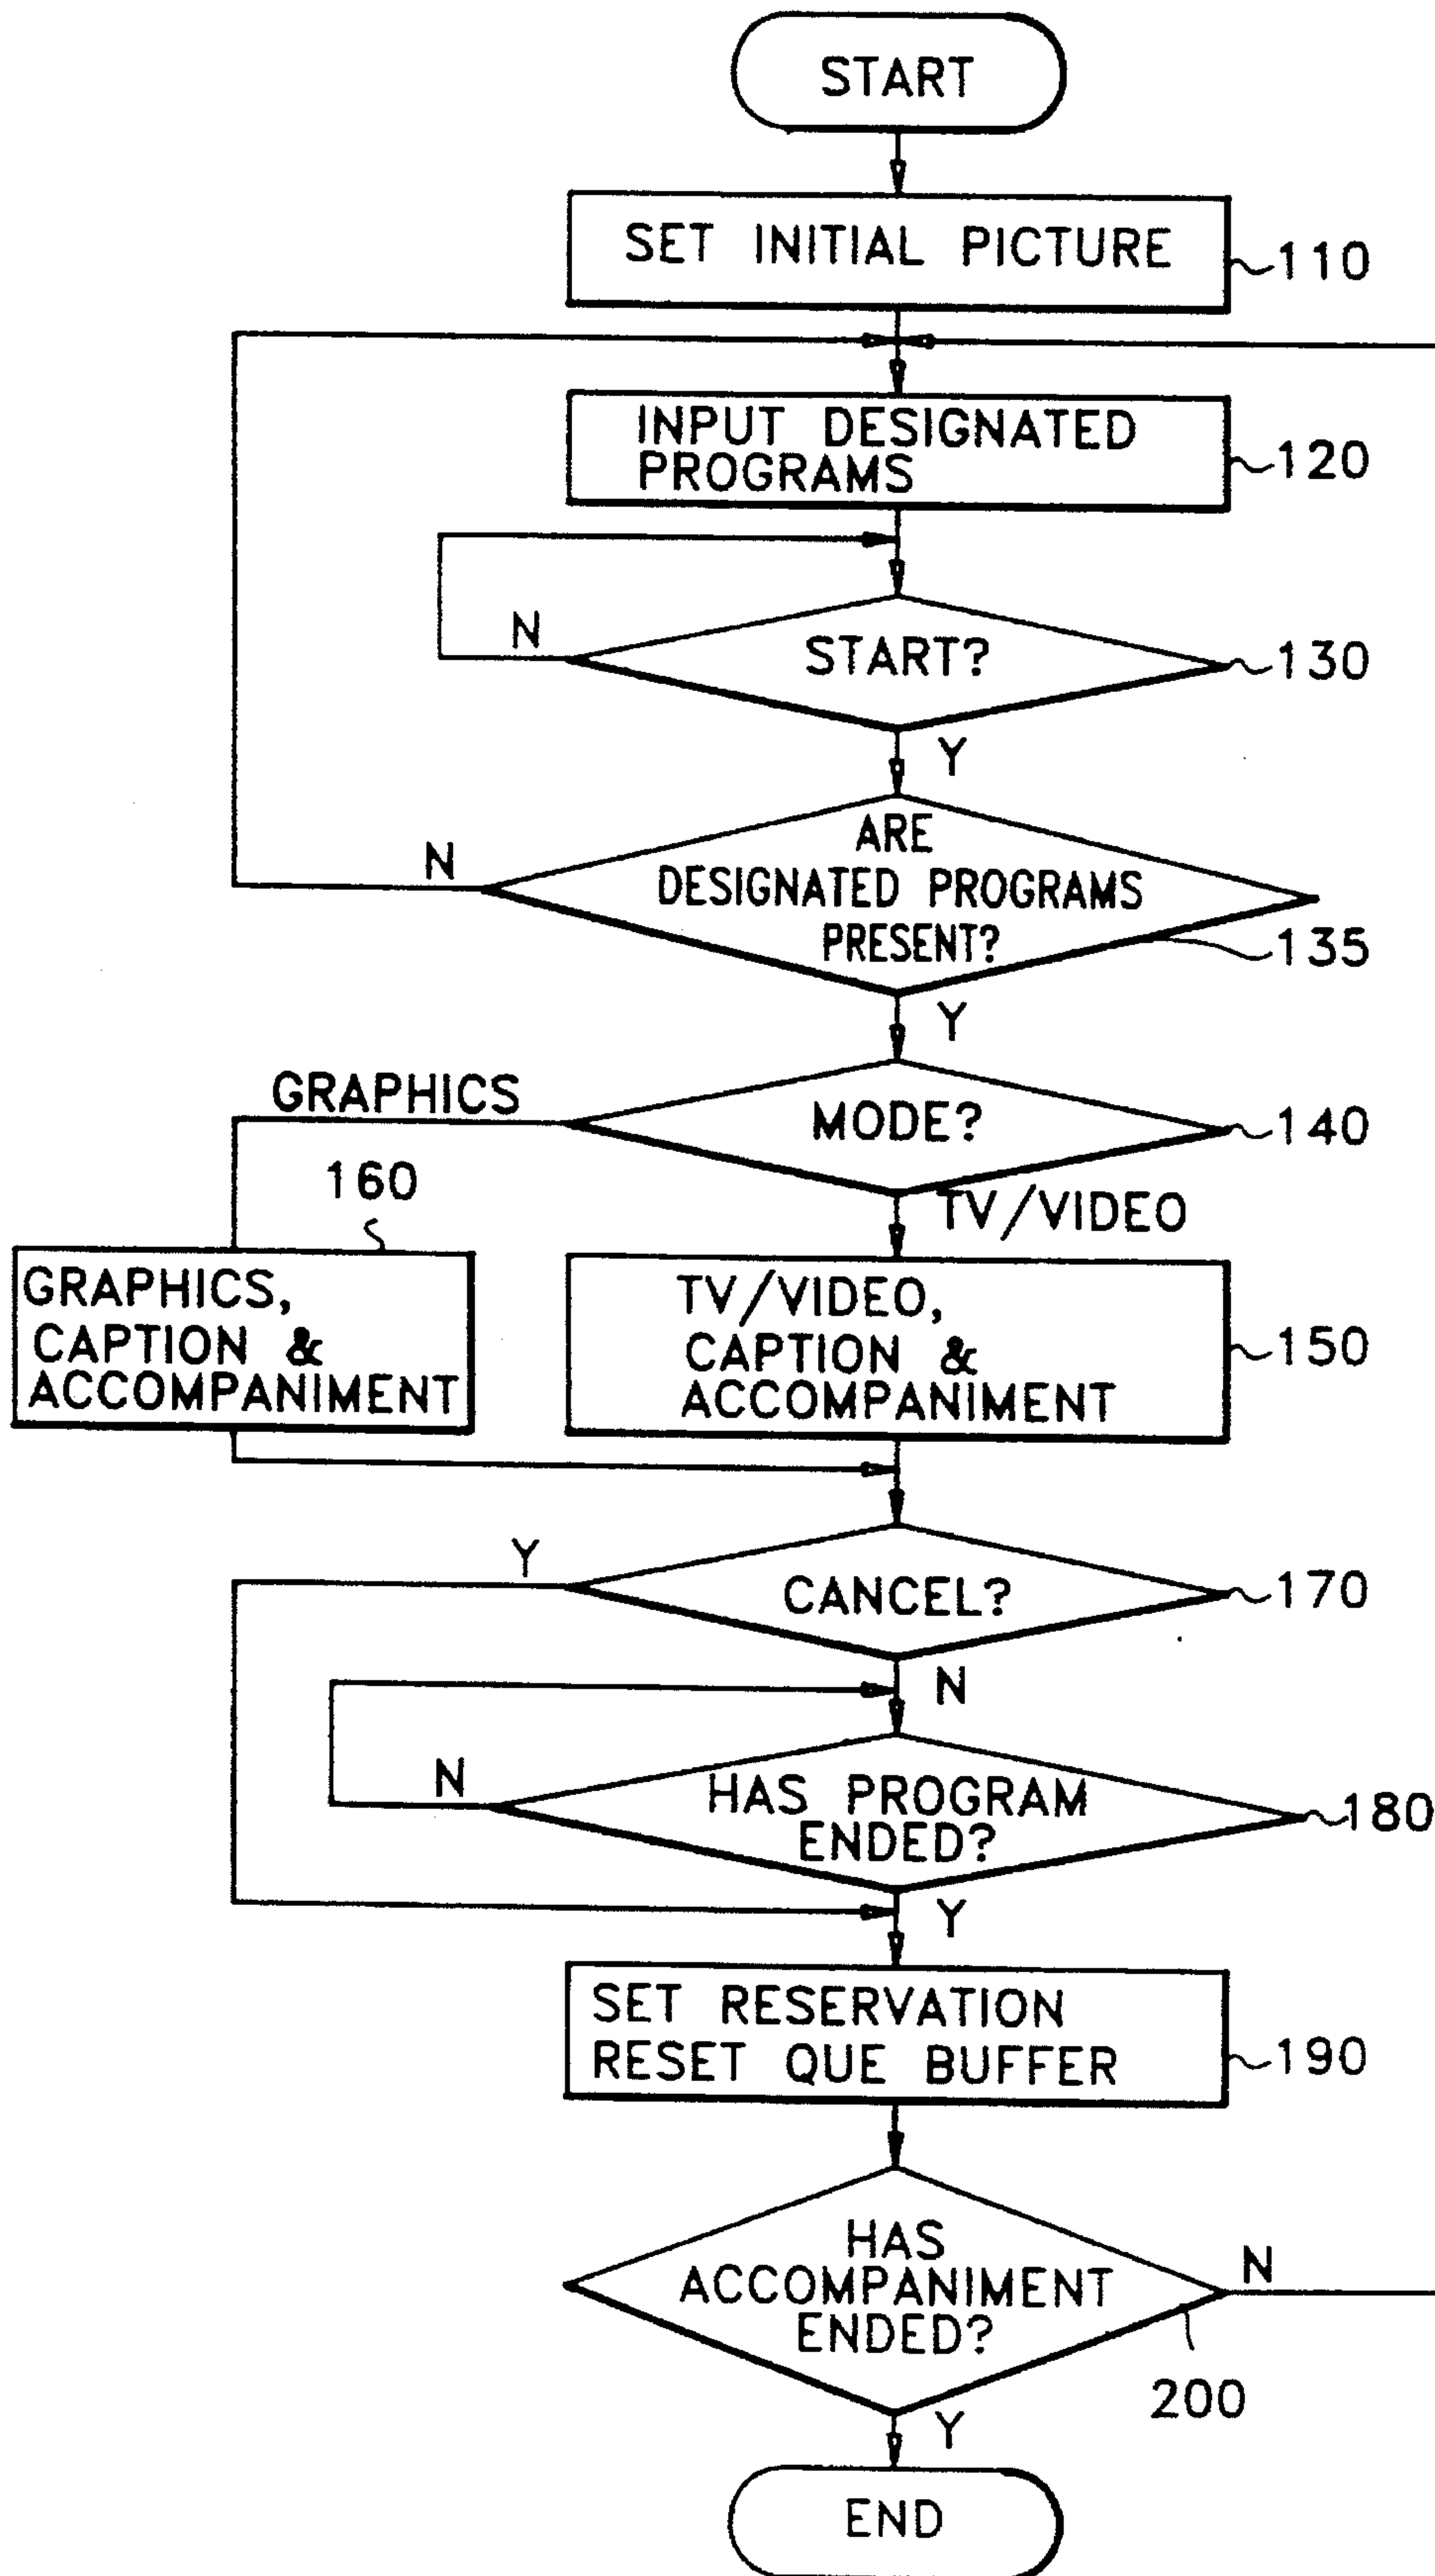 START
SET INITIAL PICTURE
110
INPUT DESIGNATED
PROGRAMS
120
N
START?
130
Y
ARE
N
DESIGNATED PROGRAMS
PRESENT?
135
Y
GRAPHICS
MODE?
140
160
TV/VIDEO
GRAPHICS,
CAPTION &
ACCOMPANIMENT
TV/VIDEO,
CAPTION &
ACCOMPANIMENT
150
Y
CANCEL?
170
N
N
HAS PROGRAM
ENDED?
180
Y
SET RESERVATION
RESET QUE BUFFER
190
HAS
ACCOMPANIMENT
ENDED?
N
200
Y
END